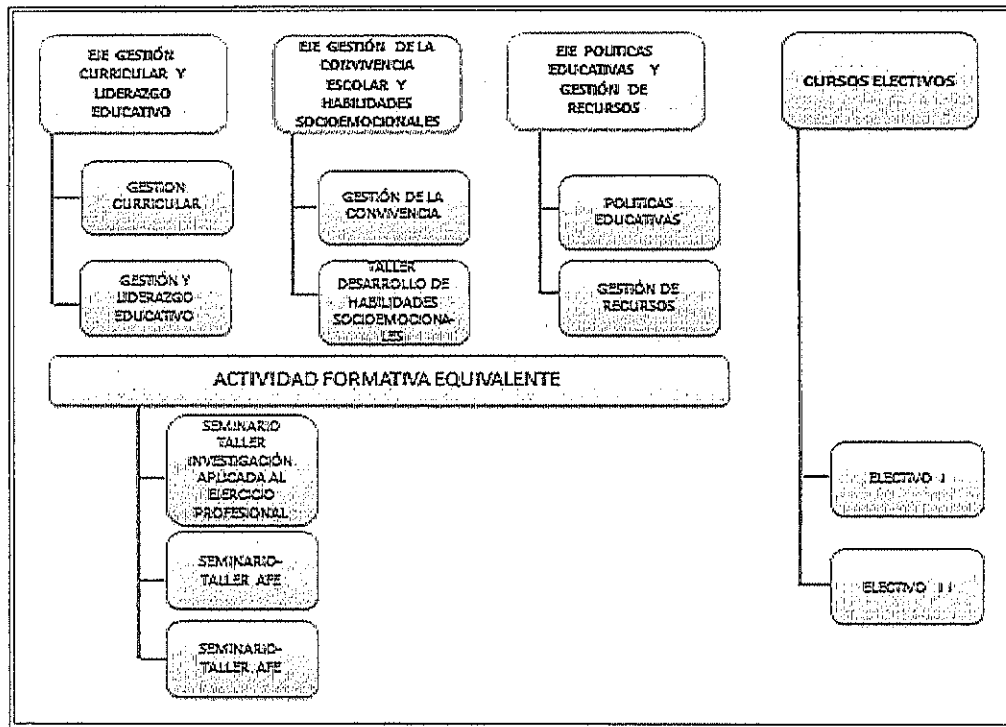 EJE GESTIÓN
CURRICULAR Y
LIDERAZGO
EDUCATIVO
GESTION
CURRICULAR
GESTIÓN Y
LIDERAZGO
EDUCATIVO
EJE GESTIÓN DE LA
CONVIVENCIA
ESCOLAR Y
HABILIDADES
SOCIOEMOCIONALES
GESTIÓN DE LA
CONVIVENCIA
TALLER
DESARROLLO DE
HABILIDADES
SOCIOEMOCIONA-
LES
EJE POLITICAS
EDUCATIVAS Y
GESTIÓN DE
RECURSOS
POLITICAS
EDUCATIVAS
GESTIÓN DE
RECURSOS
CURSOS ELECTIVOS
ELECTIVO I
ELECTIVO II
ACTIVIDAD FORMATIVA EQUIVALENTE
SEMINARIO
TALLER
INVESTIGACIÓN
APLICADA AL
EJERCICIO
PROFESIONAL
SEMINARIO-
TALLER AFE
SEMINARIO-
TALLER AFE